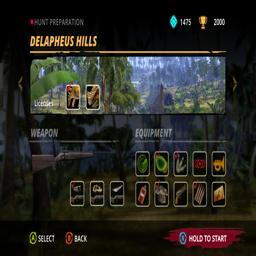 HUNT PREPARATION
1475 2000
DELAPHEUS HILLS
Licenses
WEAPON EQUIPMENT
A SELECT B BACK X HOLD TO START